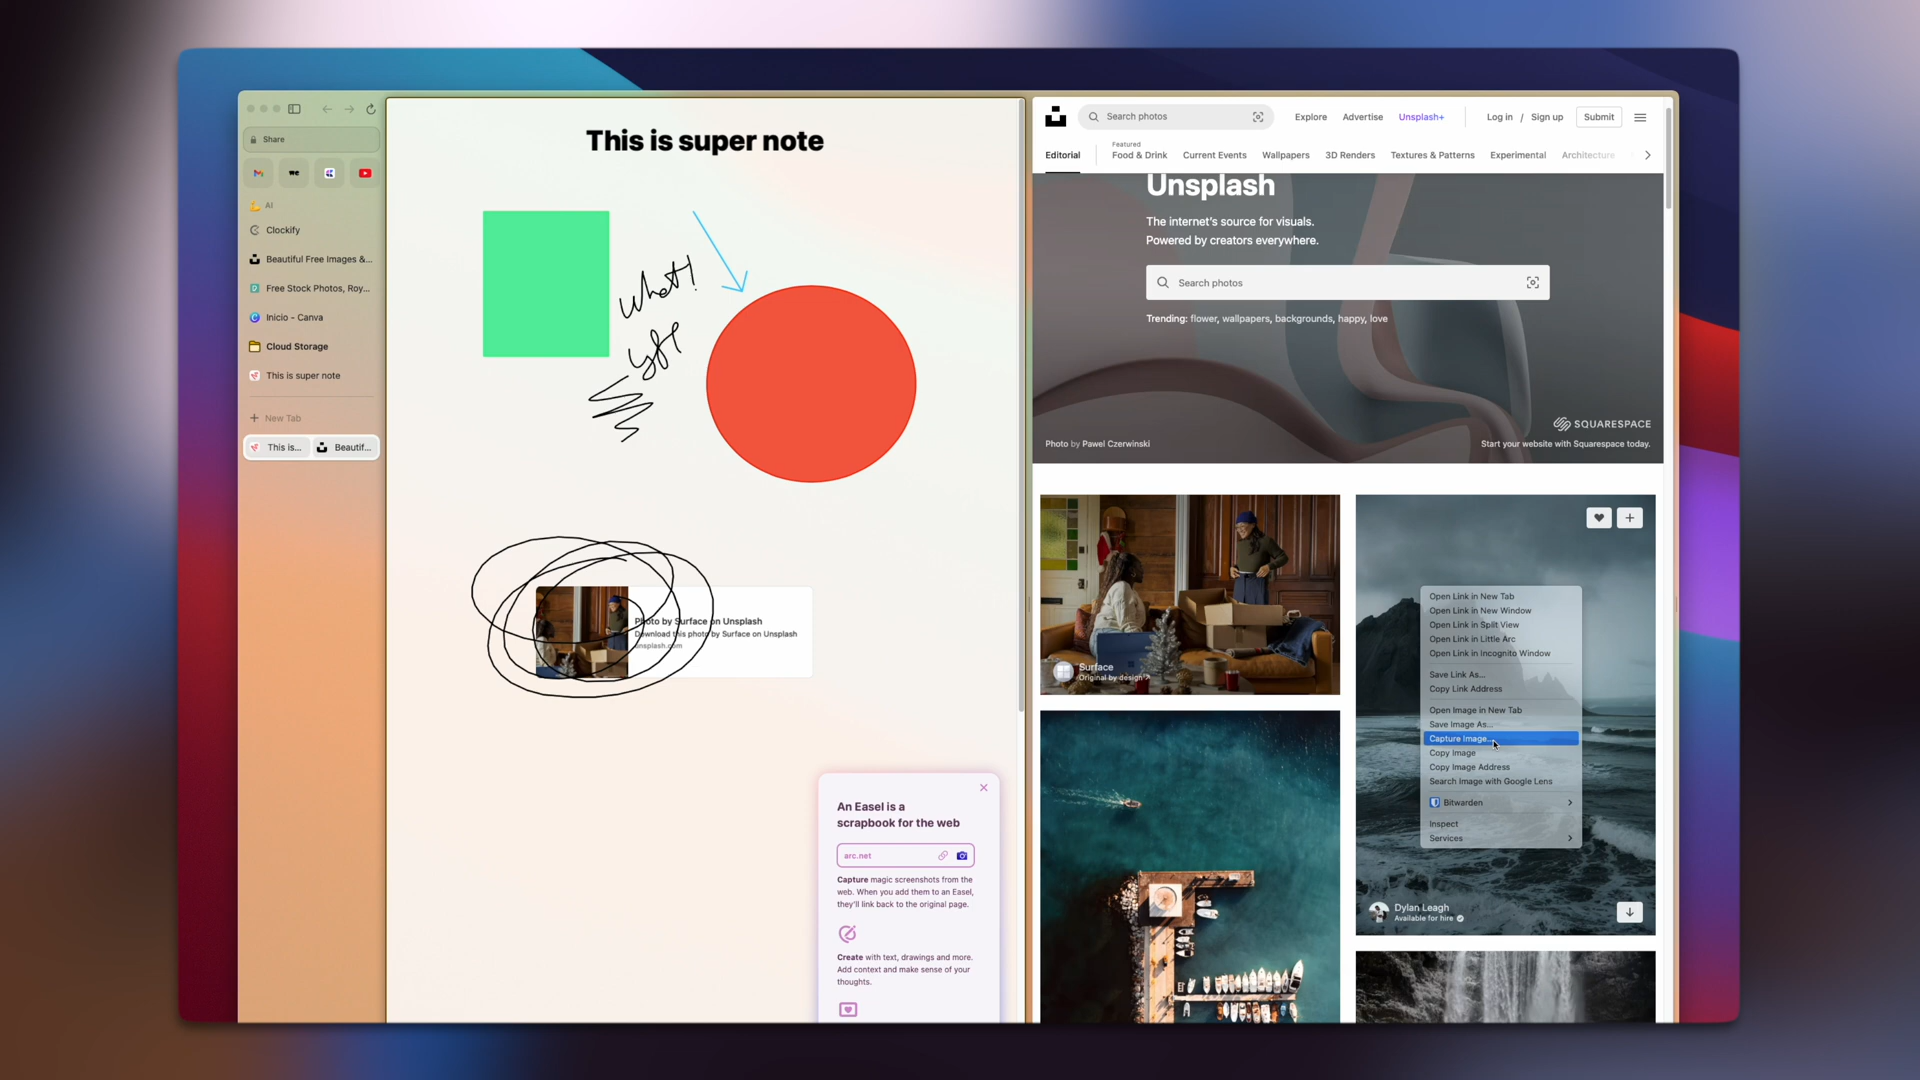 Share
we
AI
Clockify
Beautiful Free Images &...
Free Stock Photos, Roy...
Inicio - Canva
Cloud Storage
This is super note
New Tab
This is...
Beautif...
This is super note
what!
Photo by Surface on Unsplash
Download this photo by Surface on Unsplash
unsplash.com
An Easel is a
scrapbook for the web
arc.net
Capture magic screenshots from the
web. When you add them to an Easel,
they'll link back to the original page.
Create with text, drawings and more.
Add context and make sense of your
thoughts.
Search photos
Explore
Advertise
Unsplash+
Log in / Sign up
Submit
Editorial
Featured
Food & Drink
Current Events
Wallpapers
3D Renders
Textures & Patterns
Experimental
Architecture
Unsplash
The internet's source for visuals.
Powered by creators everywhere.
Search photos
Trending: flower, wallpapers, backgrounds, happy, love
SQUARESPACE
Photo by Pawel Czerwinski
Start your website with Squarespace today.
Surface
Original by design
Open Link in New Tab
Open Link in New Window
Open Link in Split View
Open Link in Little Arc
Open Link in Incognito Window
Save Link As...
Copy Link Address
Open Image in New Tab
Save Image As...
Capture Image...
Copy Image
Copy Image Address
Search Image with Google Lens
Bitwarden
Inspect
Services
Dylan Leagh
Available for hire